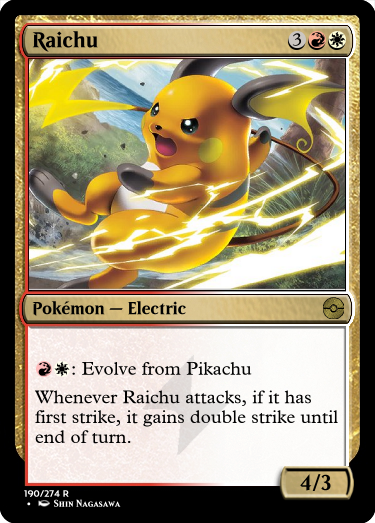 Raichu 3
Pokémon — Electric
: Evolve from Pikachu
Whenever Raichu attacks, if it has
first strike, it gains double strike until
end of turn.
4/3
190/274 R
• Shin Nagasawa